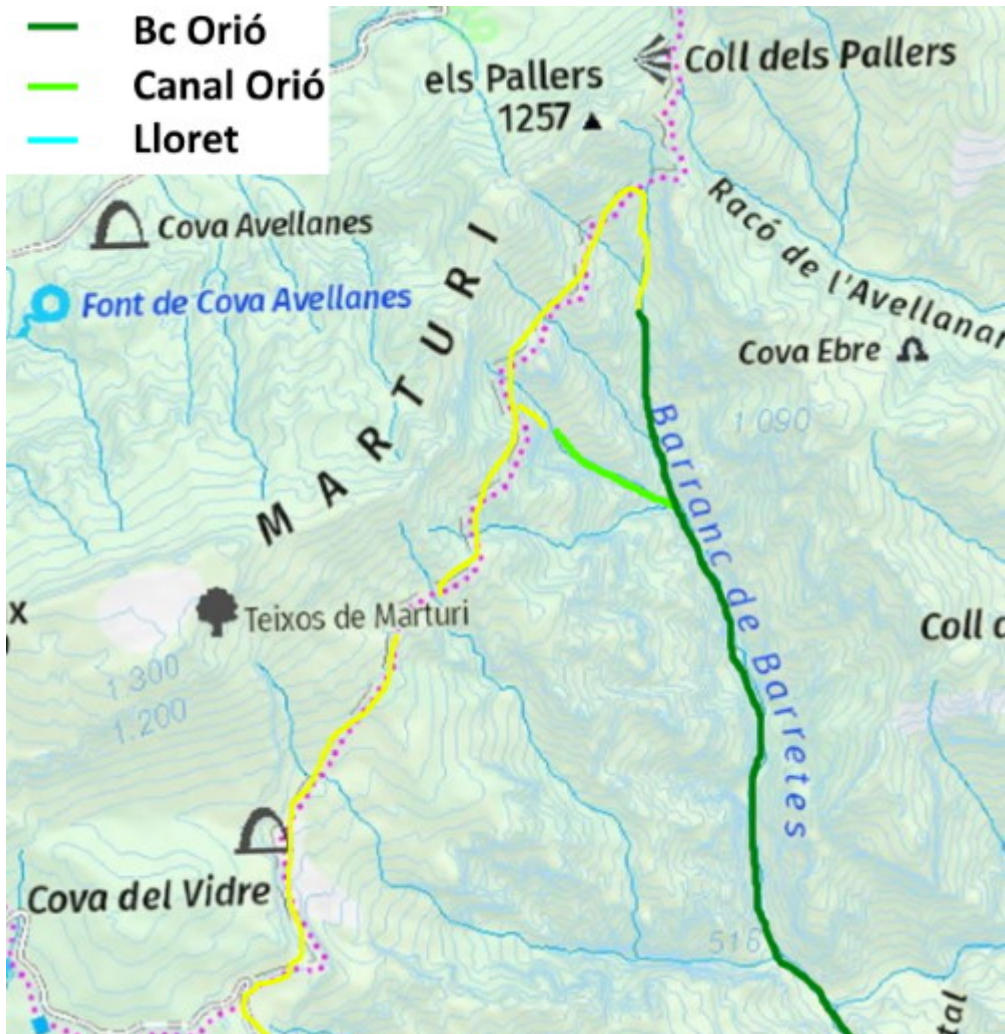 Bc Orió
Canal Orió
Lloret
els Pallers
1257
Coll dels Pallers
Cova Avellanes
Font de Cova Avellanes
MARTURI
Racó de l'Avellanar
Cova Ebre
1 090
Barranc de Barretes
Teixos de Marturi
x
Coll
1 300
1.200
Cova del Vidre
516
tal